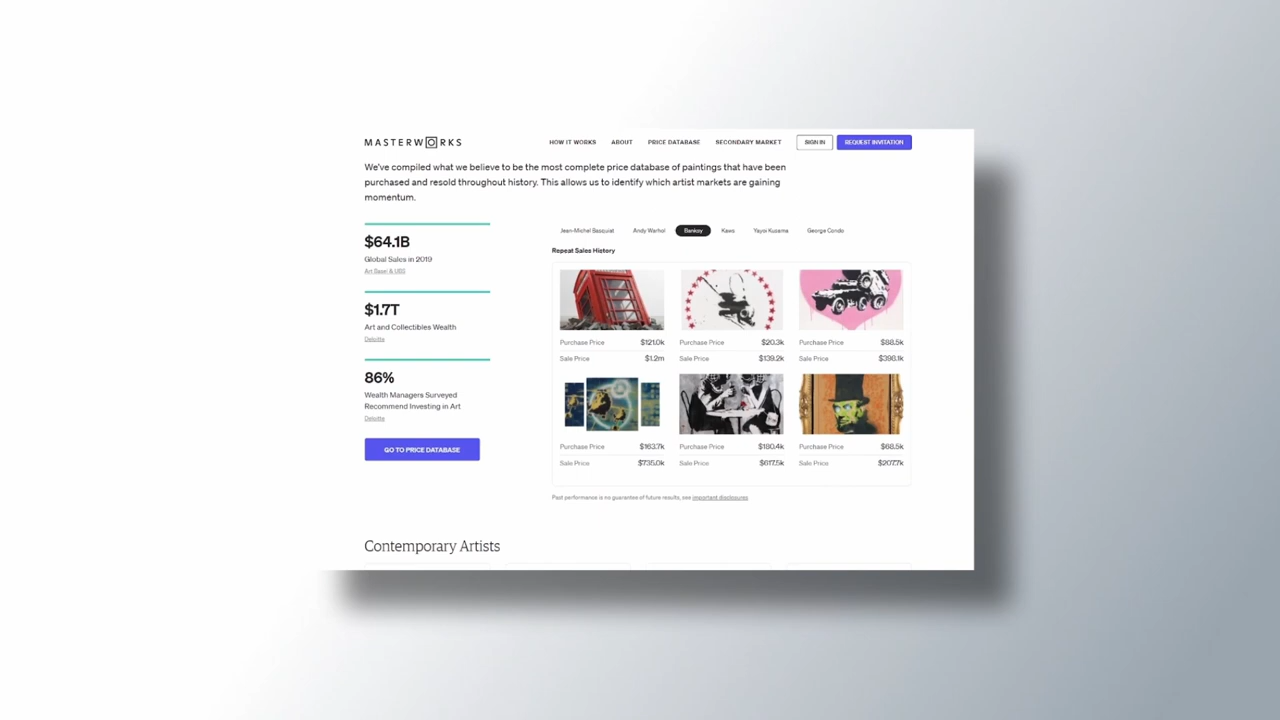 MASTERWORKS
HOW IT WORKS ABOUT PRICE DATABASE SECONDARY MARKET SIGN IN REQUEST INVITATION
We've compiled what we believe to be the most complete price database of paintings that have been
purchased and resold throughout history. This allows us to identify which artist markets are gaining
momentum.
$64.1B
Global Sales in 2019
Art Basel & UBS
$1.7T
Art and Collectibles Wealth
Deloitte
86%
Wealth Managers Surveyed
Recommend Investing in Art
Deloitte
GO TO PRICE DATABASE
Jean-Michel Basquiat Andy Warhol Banksy Kaws Yayoi Kusama George Condo
Repeat Sales History
Purchase Price $121.0k Purchase Price $20.3k Purchase Price $88.5k
Sale Price $1.2m Sale Price $139.2k Sale Price $398.1k
Purchase Price $163.7k Purchase Price $180.4k Purchase Price $68.5k
Sale Price $735.0k Sale Price $617.5k Sale Price $207.7k
Past performance is no guarantee of future results, see important disclosures
Contemporary Artists